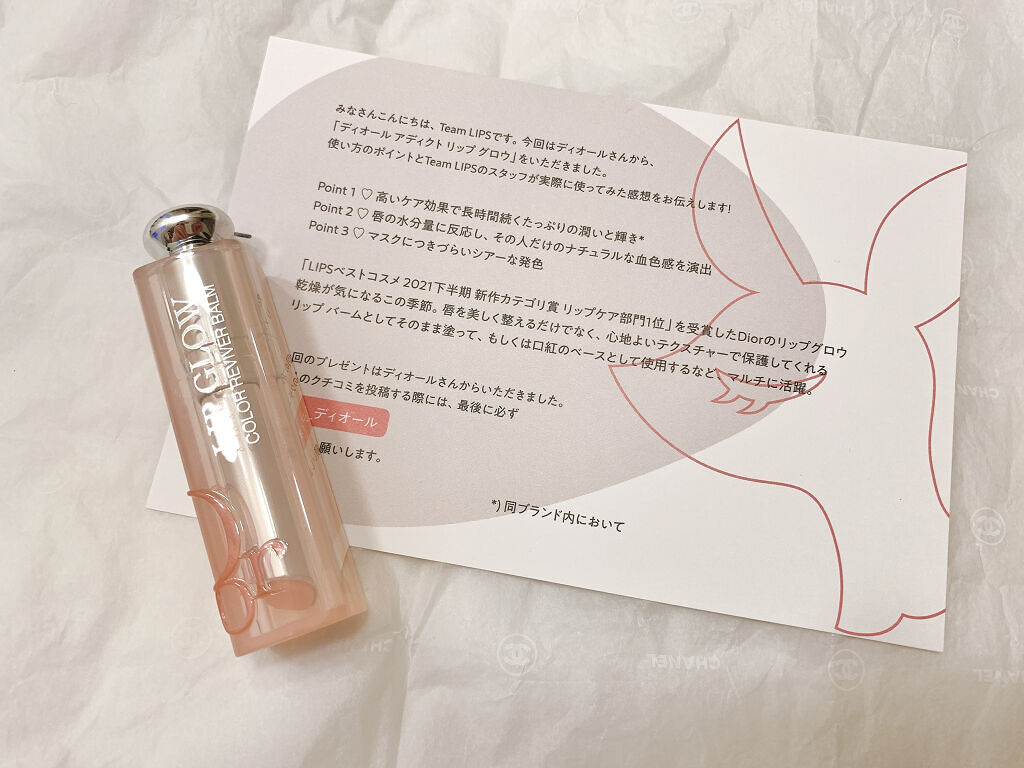 みなさんこんにちは、Team LIPSです。今回はディオールさんから、
「ディオール アディクト リップ グロウ」をいただきました。
使い方のポイントとTeam LIPSのスタッフが実際に使ってみた感想をお伝えします!
Point 1 ♡ 高いケア効果で長時間続くたっぷりの潤いと輝き*
Point 2 ♡ 唇の水分量に反応し、その人だけのナチュラルな血色感を演出
Point 3 ♡ マスクにつきづらいシアーな発色
「LIPSベストコスメ 2021下半期 新作カテゴリ賞 リップケア部門1位」を受賞したDiorのリップグロウ
乾燥が気になるこの季節。唇を美しく整えるだけでなく、心地よいテクスチャーで保護してくれる
リップ バームとしてそのまま塗って、もしくは口紅のベースとして使用するなど、マルチに活躍。
回のプレゼントはディオールさんからいただきました。
のクチコミを投稿する際には、最後に必ず
ディオール
願いします。
*) 同ブランド内において
LIP GLOW
COLOR REVIVER BALM
Dior
CHANEL
CHANEL